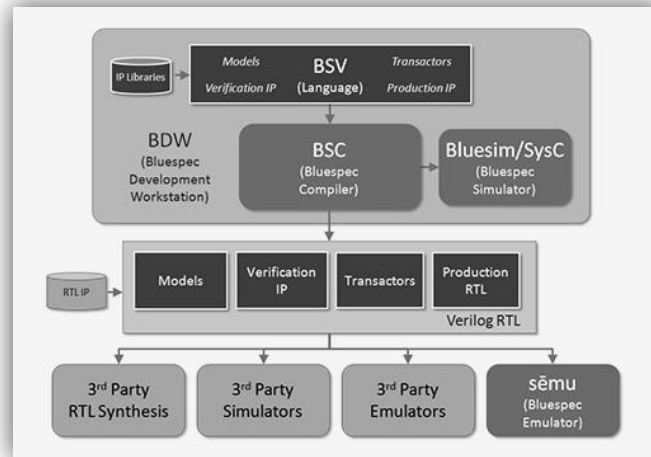 Models
BSV
Transactors
IP Libraries
Verification IP
(Language)
Production IP
BDW
(Bluespec
Development
Workstation)
BSC
(Bluespec
Compiler)
Bluesim/SysC
(Bluespec
Simulator)
RTL IP
Models
Verification
IP
Transactors
Production
RTL
Verilog RTL
3rd Party
RTL Synthesis
3rd Party
Simulators
3rd Party
Emulators
sēmu
(Bluespec
Emulator)